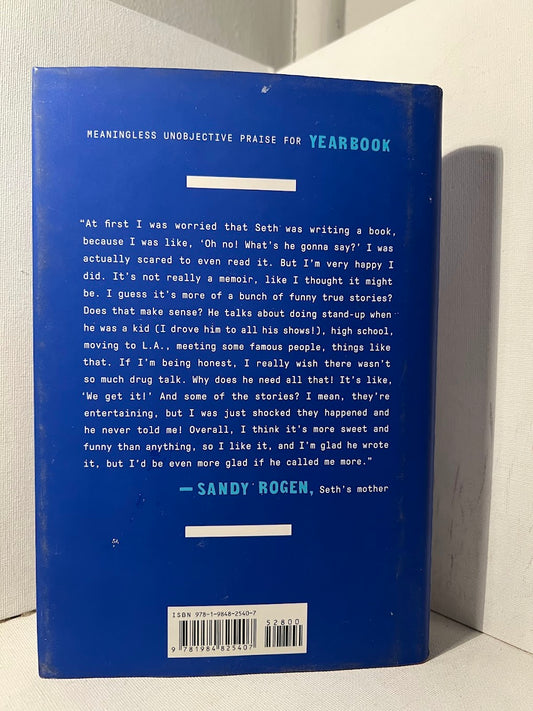 MEANINGLESS UNOBJECTIVE PRAISE FOR YEARBOOK
“At first I was worried that Seth was writing a book,
because I was like, ‘Oh no! What’s he gonna say?’ I was
actually scared to even read it. But I’m very happy I
did. It’s not really a memoir, like I thought it might
be. I guess it’s more of a bunch of funny true stories?
Does that make sense? He talks about doing stand-up when
he was a kid (I drove him to all his shows!), high school,
moving to L.A., meeting some famous people, things like
that. If I’m being honest, I really wish there wasn’t
so much drug talk. Why does he need all that! It’s like,
‘We get it!’ And some of the stories? I mean, they’re
entertaining, but I was just shocked they happened and
he never told me! Overall, I think it’s more sweet and
funny than anything, so I like it, and I’m glad he wrote
it, but I’d be even more glad if he called me more.”
— SANDY ROGEN, Seth’s mother
ISBN 978-1-9848-2540-7
52800
9 781984 825407